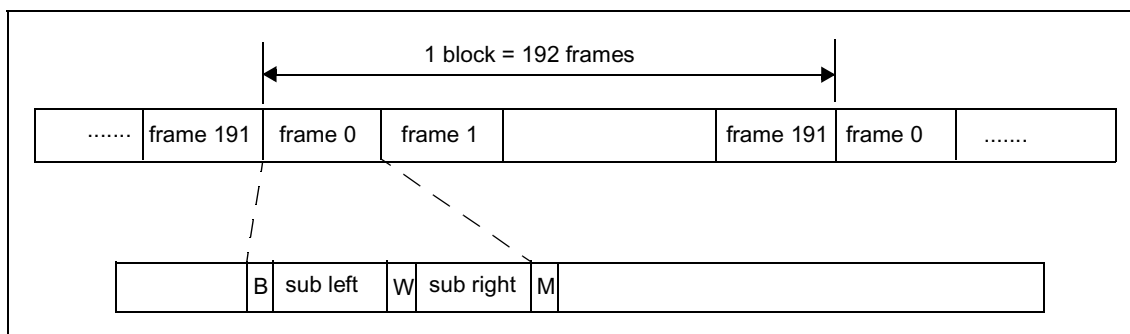 1 block = 192 frames
....... frame 191 frame 0 frame 1 frame 191 frame 0 .......
B sub left W sub right M